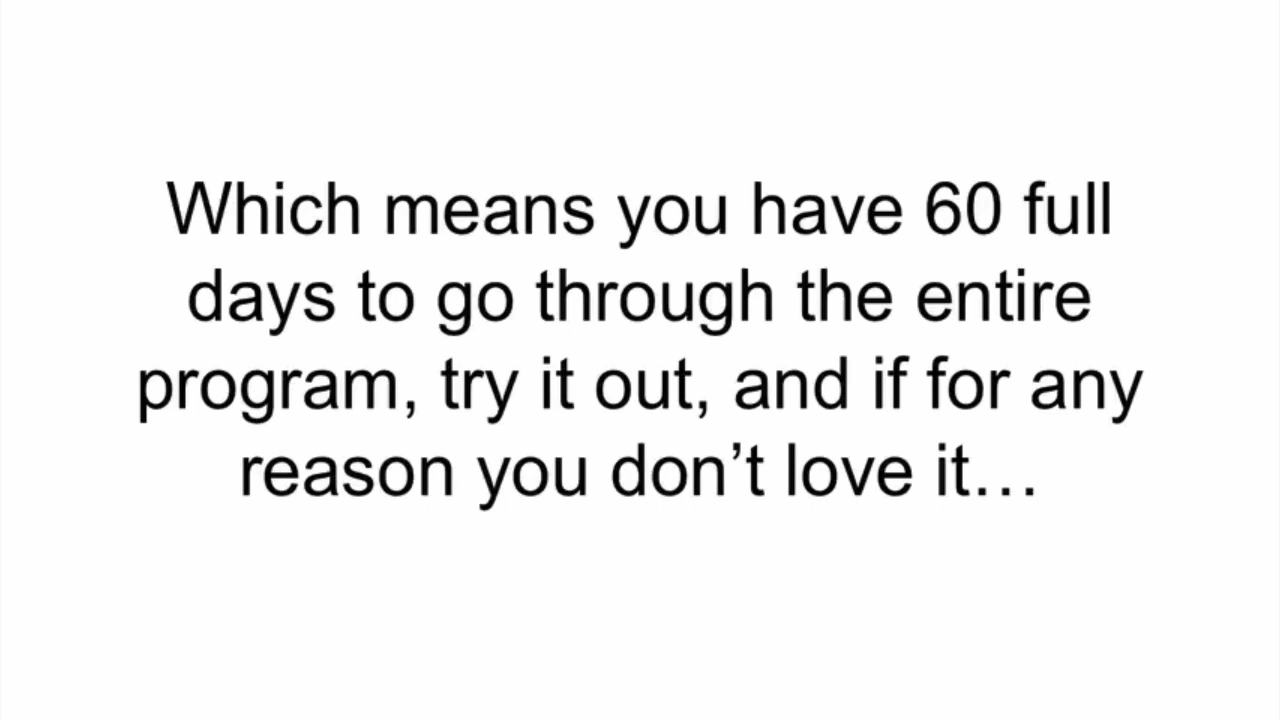 Which means you have 60 full
days to go through the entire
program, try it out, and if for any
reason you don’t love it…